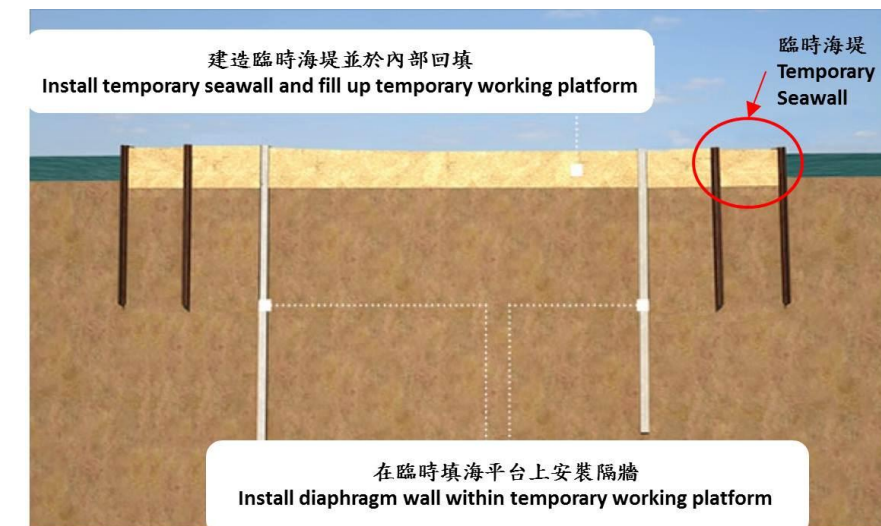 建造臨時海堤並於內部回填
Install temporary seawall and fill up temporary working platform
臨時海堤
Temporary
Seawall
在臨時填海平台上安裝隔牆
Install diaphragm wall within temporary working platform